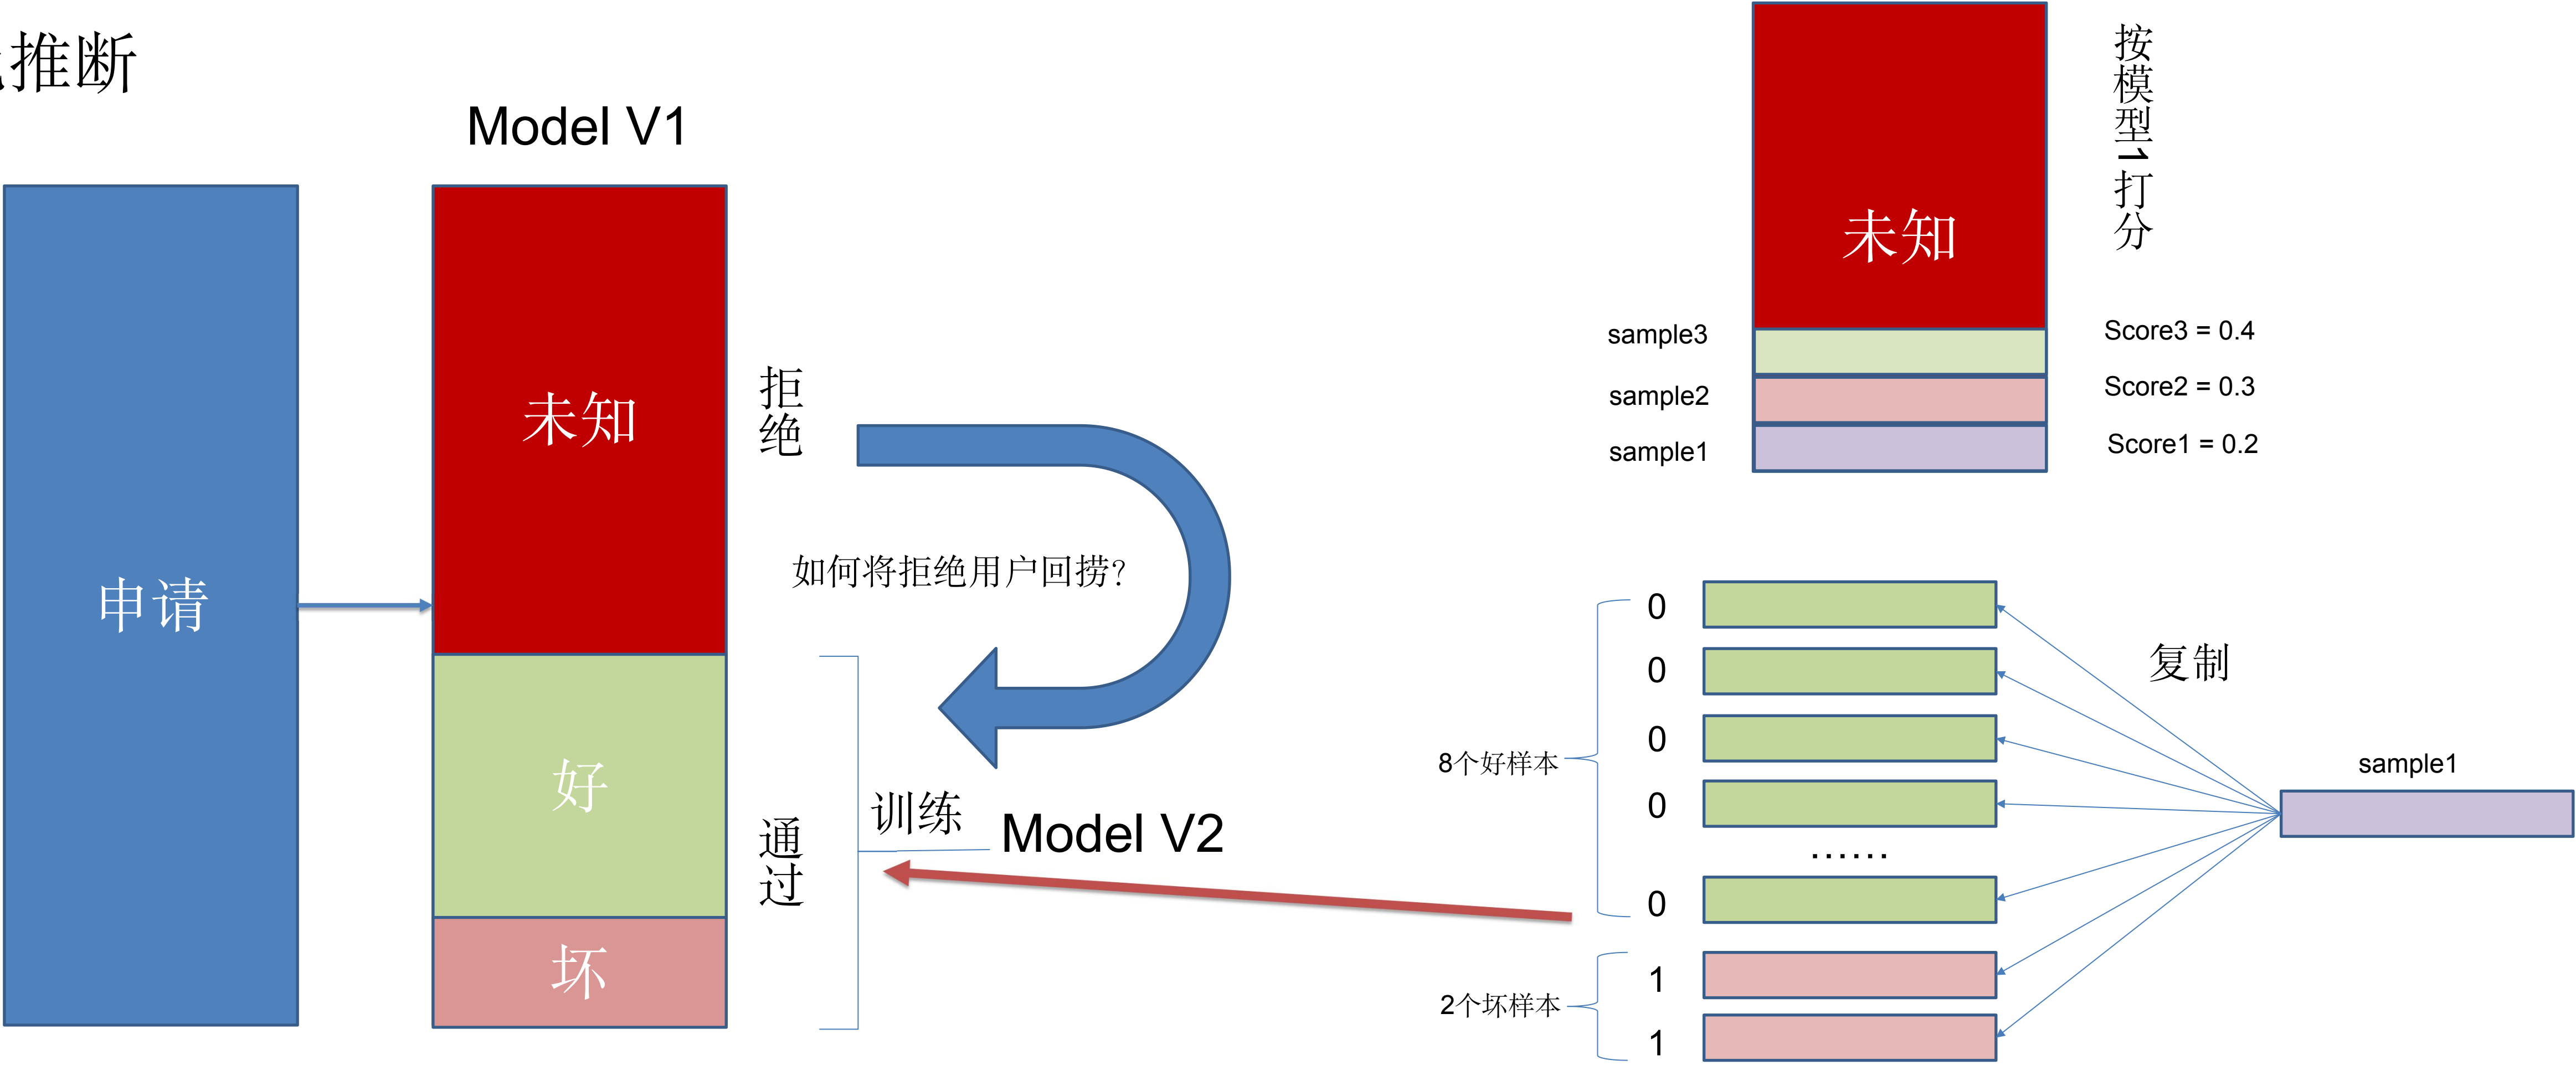 推断
Model V1
申请
未知
好
坏
拒绝
如何将拒绝用户回捞?
通过
训练
Model V2
未知
按模型1打分
sample3
sample2
sample1
Score3 = 0.4
Score2 = 0.3
Score1 = 0.2
0
0
0
0
......
0
1
1
8个好样本
2个坏样本
复制
sample1